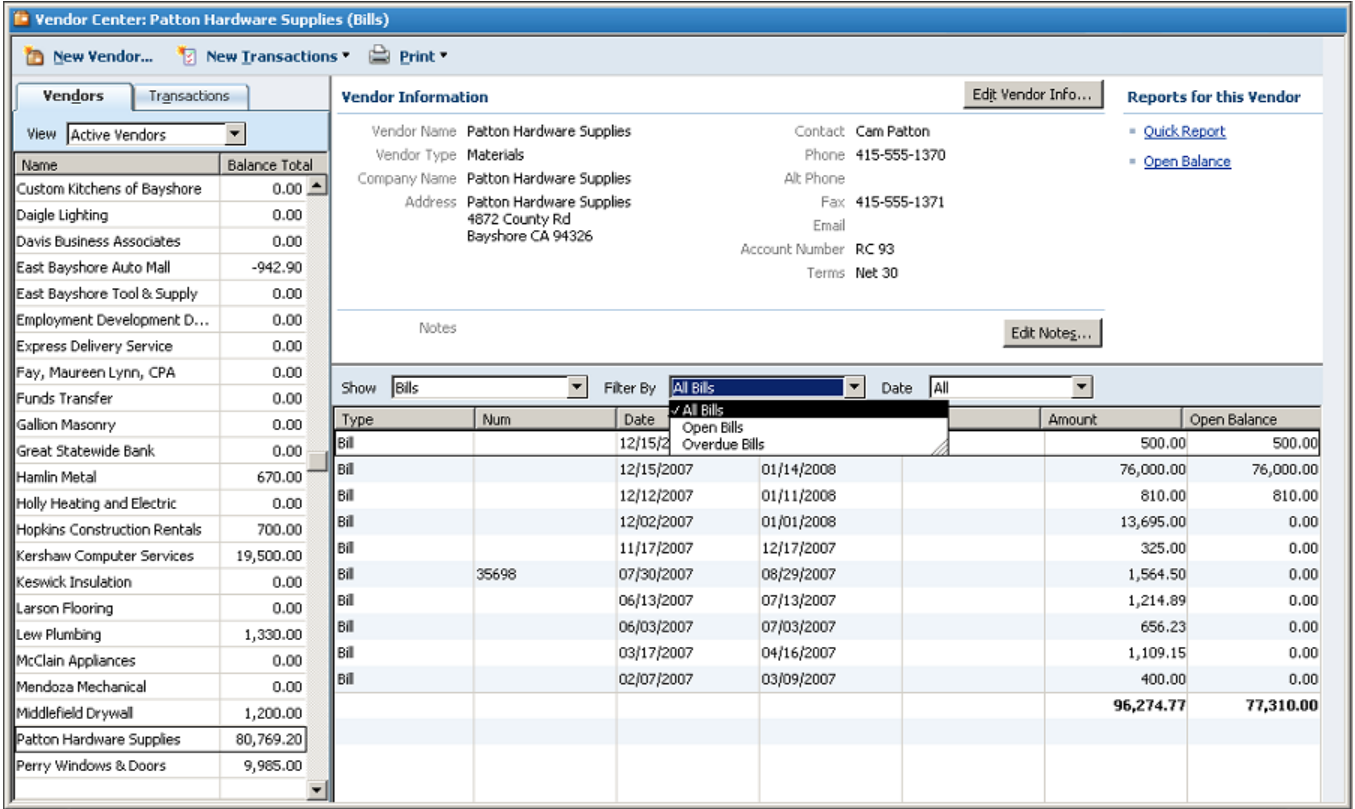 Vendor Center: Patton Hardware Supplies (Bills)
New Vendor... New Transactions Print
Vendors Transactions
View Active Vendors
Name Balance Total
Custom Kitchens of Bayshore 0.00
Daigle Lighting 0.00
Davis Business Associates 0.00
East Bayshore Auto Mall -942.90
East Bayshore Tool & Supply 0.00
Employment Development D... 0.00
Express Delivery Service 0.00
Fay, Maureen Lynn, CPA 0.00
Funds Transfer 0.00
Gallion Masonry 0.00
Great Statewide Bank 0.00
Hamlin Metal 670.00
Holly Heating and Electric 0.00
Hopkins Construction Rentals 700.00
Kershaw Computer Services 19,500.00
Keswick Insulation 0.00
Larson Flooring 0.00
Lew Plumbing 1,330.00
McClain Appliances 0.00
Mendoza Mechanical 0.00
Middlefield Drywall 1,200.00
Patton Hardware Supplies 80,769.20
Perry Windows & Doors 9,985.00
Vendor Information Edit Vendor Info...
Vendor Name Patton Hardware Supplies
Vendor Type Materials
Company Name Patton Hardware Supplies
Address Patton Hardware Supplies
4872 County Rd
Bayshore CA 94326
Contact Cam Patton
Phone 415-555-1370
Alt Phone
Fax 415-555-1371
Email
Account Number RC 93
Terms Net 30
Notes Edit Notes...
Reports for this Vendor
Quick Report
Open Balance
Show Bills Filter By All Bills Date All
✓ All Bills
Open Bills
Overdue Bills
Type Num Date Amount Open Balance
Bill 12/15/2 500.00 500.00
Bill 12/15/2007 01/14/2008 76,000.00 76,000.00
Bill 12/12/2007 01/11/2008 810.00 810.00
Bill 12/02/2007 01/01/2008 13,695.00 0.00
Bill 11/17/2007 12/17/2007 325.00 0.00
Bill 35698 07/30/2007 08/29/2007 1,564.50 0.00
Bill 06/13/2007 07/13/2007 1,214.89 0.00
Bill 06/03/2007 07/03/2007 656.23 0.00
Bill 03/17/2007 04/16/2007 1,109.15 0.00
Bill 02/07/2007 03/09/2007 400.00 0.00
96,274.77 77,310.00